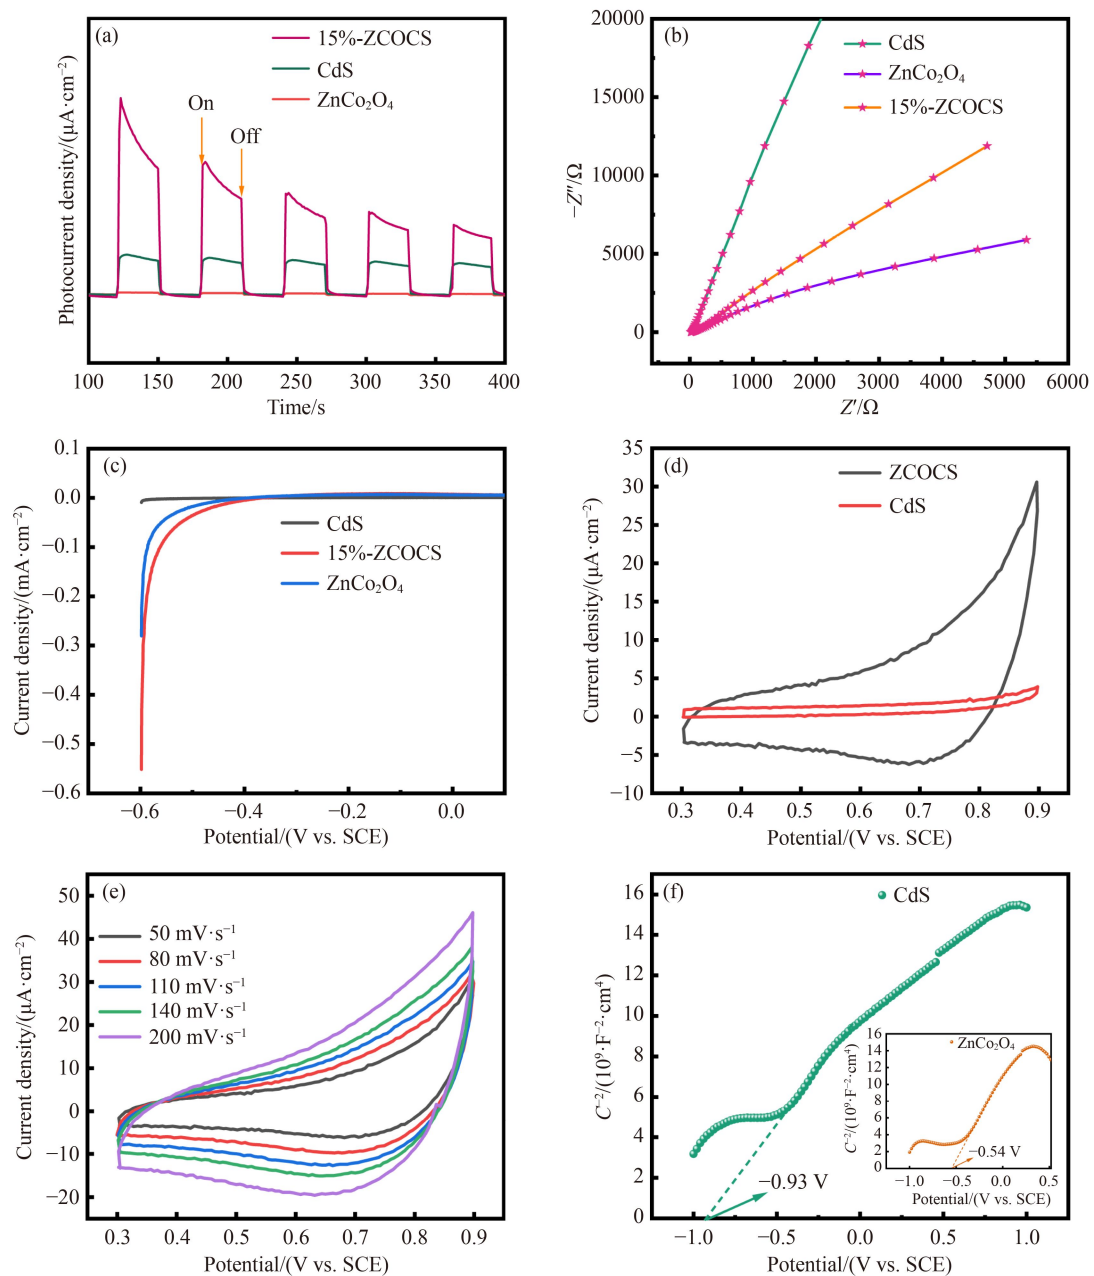 (a)
15%-ZCOCS
CdS
ZnCo₂O₄
On
Off
Photocurrent density/(μA·cm⁻²)
100 150 200 250 300 350 400
Time/s
(b)
CdS
ZnCo₂O₄
15%-ZCOCS
20000
15000
10000
5000
0
−Z″/Ω
0 1000 2000 3000 4000 5000 6000
Z′/Ω
(c)
CdS
15%-ZCOCS
ZnCo₂O₄
0.1
0.0
−0.1
−0.2
−0.3
−0.4
−0.5
−0.6
Current density/(mA·cm⁻²)
−0.6 −0.4 −0.2 0.0
Potential/(V vs. SCE)
(d)
ZCOCS
CdS
35
30
25
20
15
10
5
0
−5
−10
Current density/(μA·cm⁻²)
0.3 0.4 0.5 0.6 0.7 0.8 0.9
Potential/(V vs. SCE)
(e)
50 mV·s⁻¹
80 mV·s⁻¹
110 mV·s⁻¹
140 mV·s⁻¹
200 mV·s⁻¹
50
40
30
20
10
0
−10
−20
Current density/(μA·cm⁻²)
0.3 0.4 0.5 0.6 0.7 0.8 0.9
Potential/(V vs. SCE)
(f)
CdS
16
14
12
10
8
6
4
2
0
C⁻²/(10⁹·F⁻²·cm⁴)
−0.93 V
−1.0 −0.5 0.0 0.5 1.0
Potential/(V vs. SCE)
ZnCo₂O₄
16
14
12
10
8
6
4
2
0
C⁻²/(10⁹·F⁻²·cm⁴)
−0.54 V
−1.0 −0.5 0.0 0.5
Potential/(V vs. SCE)